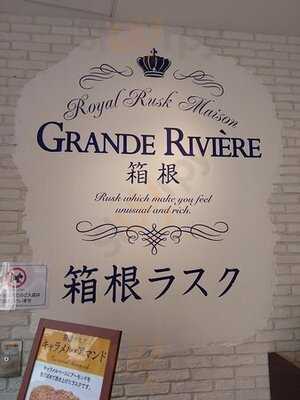 Royal Rusk Maison
GRANDE RIVIÈRE
箱根
Rusk which make you feel
unusual and rich.
箱根ラスク
キャラメル・アマンド